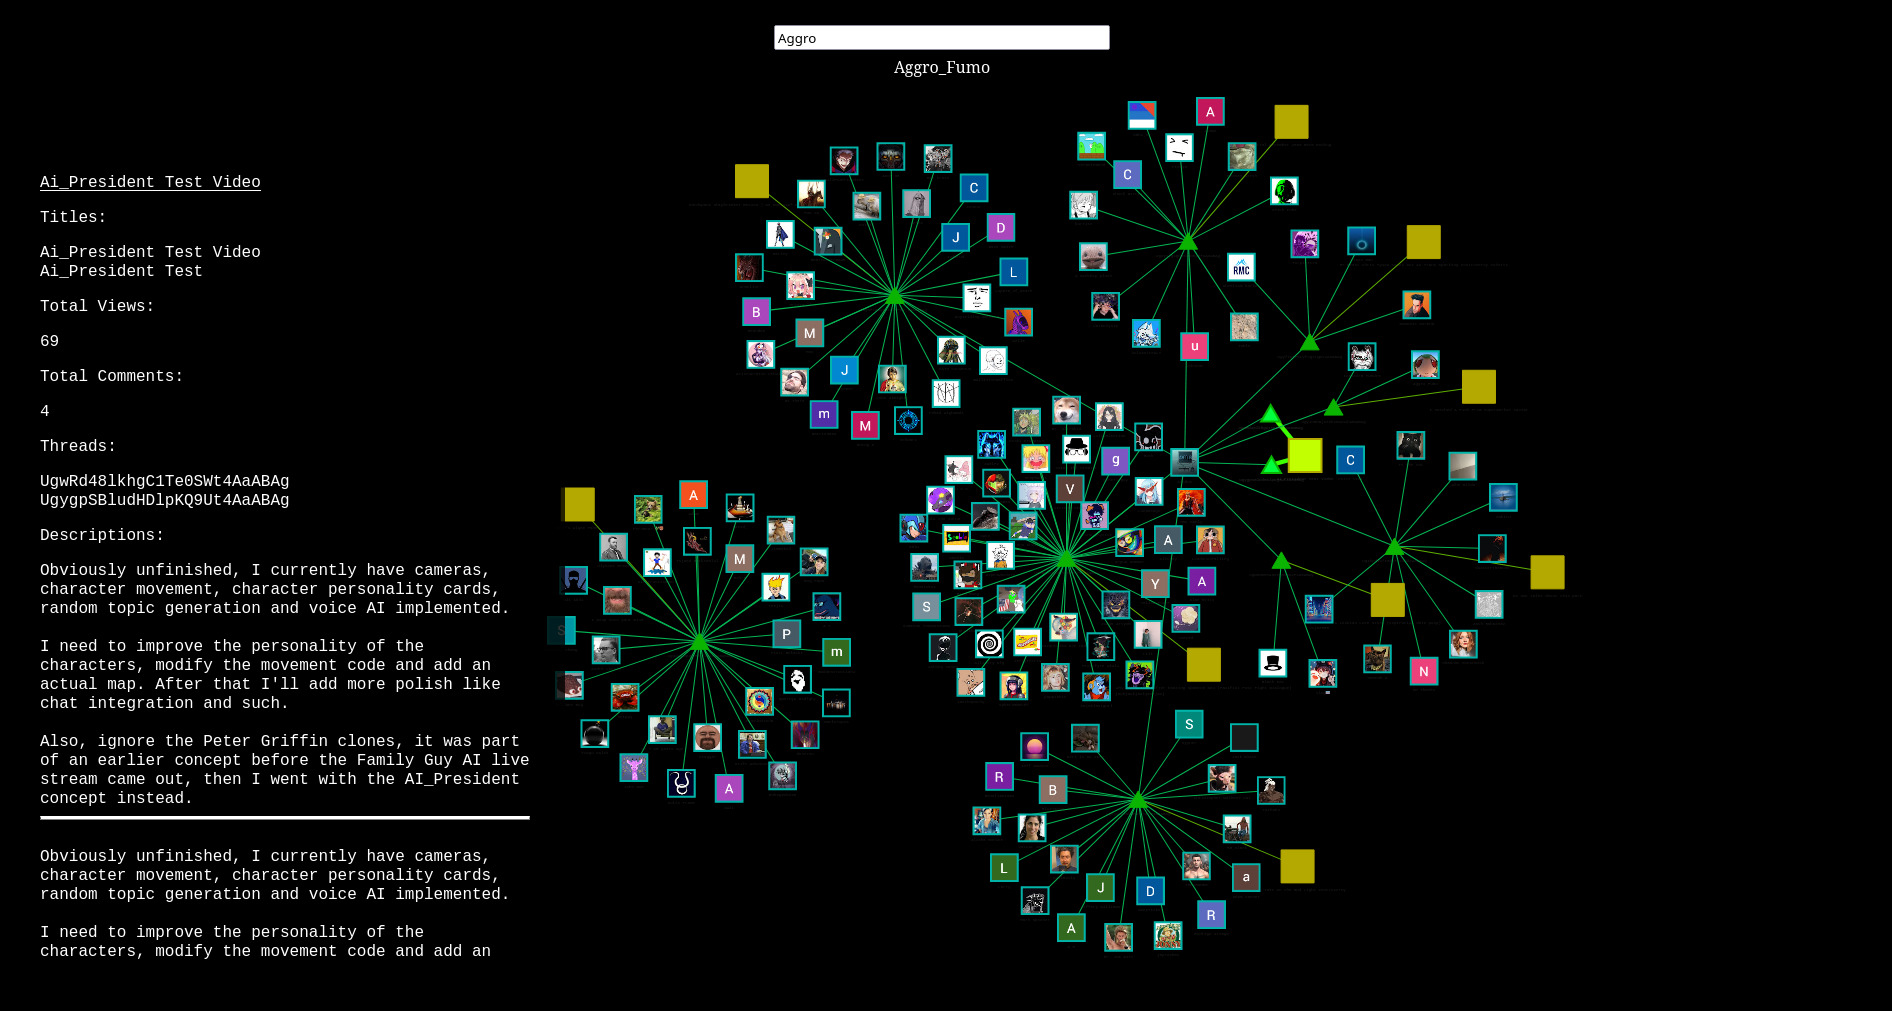 Aggro
Aggro_Fumo
Ai_President Test Video
Titles:
Ai_President Test Video
Ai_President Test
Total Views:
69
Total Comments:
4
Threads:
UgwRd48lkhgC1Te0SWt4AaABAg
UgygpSBludHDlpKQ9Ut4AaABAg
Descriptions:
Obviously unfinished, I currently have cameras,
character movement, character personality cards,
random topic generation and voice AI implemented.
I need to improve the personality of the
characters, modify the movement code and add an
actual map. After that I'll add more polish like
chat integration and such.
Also, ignore the Peter Griffin clones, it was part
of an earlier concept before the Family Guy AI live
stream came out, then I went with the AI_President
concept instead.
Obviously unfinished, I currently have cameras,
character movement, character personality cards,
random topic generation and voice AI implemented.
I need to improve the personality of the
characters, modify the movement code and add an
A
C
C
D
J
L
B
M
J
m
M
u
RMC
g
V
C
A
A
Y
A
S
S
M
P
m
A
N
S
R
B
L
J
D
a
R
A